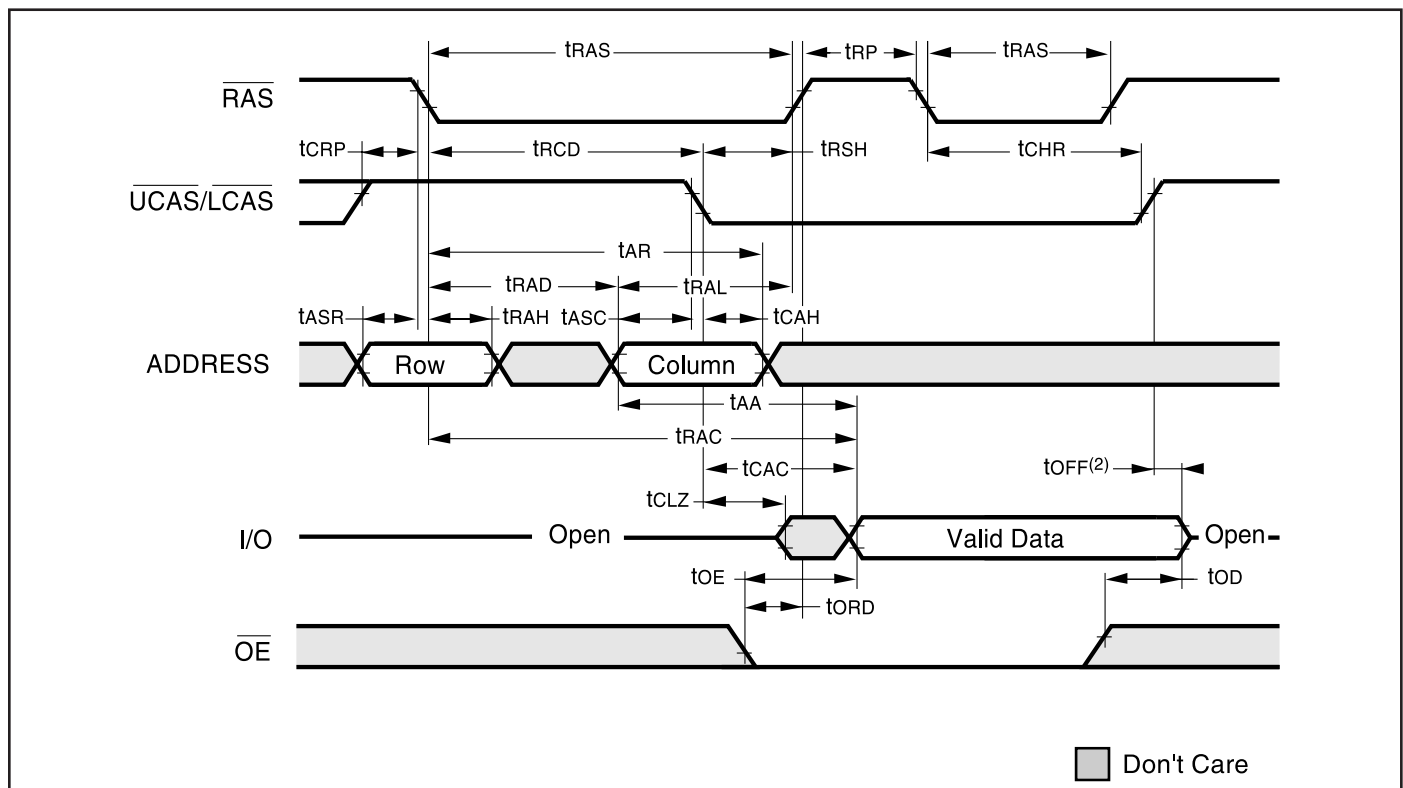 tRAS tRP tRAS
RAS
tCRP tRCD tRSH tCHR
UCAS/LCAS
tAR
tRAD tRAL
tASR tRAH tASC tCAH
ADDRESS Row Column
tAA
tRAC
tCAC tOFF(2)
tCLZ
I/O Open Valid Data Open
tOE tOD
tORD
OE
Don't Care